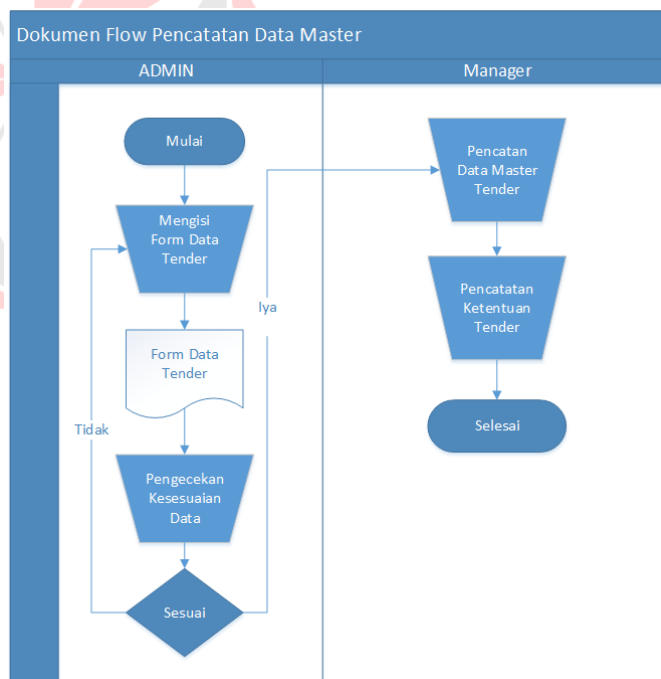 Dokumen Flow Pencatatan Data Master
ADMIN
Manager
Mulai
Mengisi
Form Data
Tender
Form Data
Tender
Pengecekan
Kesesuaian
Data
Sesuai
Tidak
Iya
Pencatan
Data Master
Tender
Pencatatan
Ketentuan
Tender
Selesai